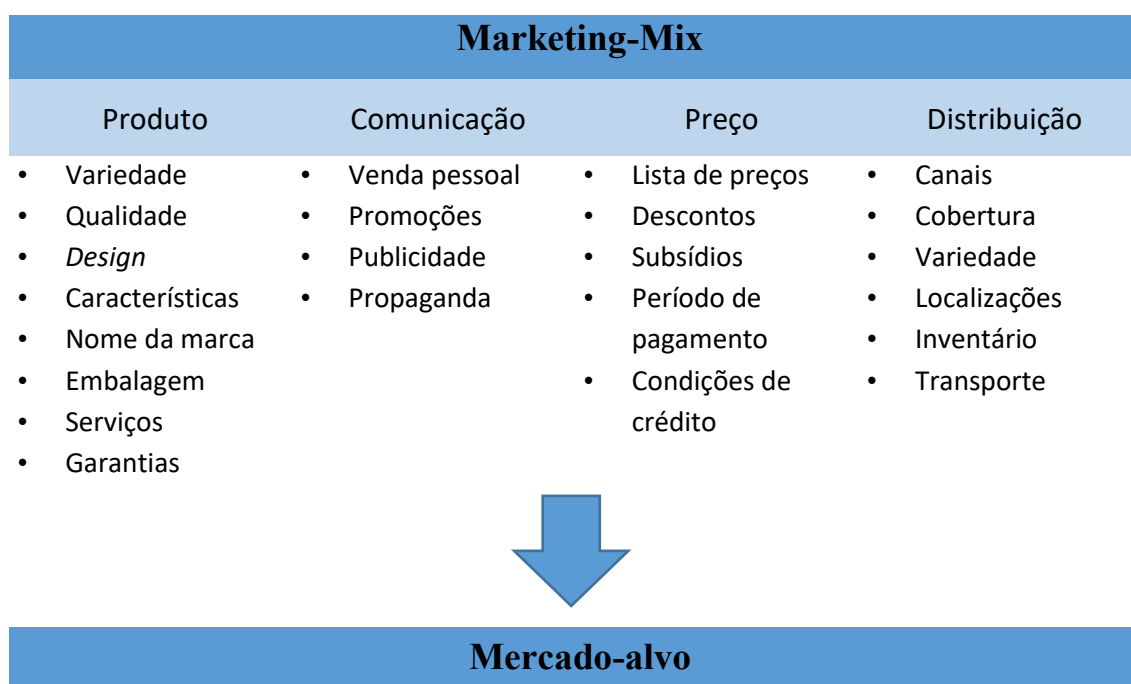 Marketing-Mix
Produto
Comunicação
Preço
Distribuição
• Variedade
• Qualidade
• Design
• Características
• Nome da marca
• Embalagem
• Serviços
• Garantias
• Venda pessoal
• Promoções
• Publicidade
• Propaganda
• Lista de preços
• Descontos
• Subsídios
• Período de
pagamento
• Condições de
crédito
• Canais
• Cobertura
• Variedade
• Localizações
• Inventário
• Transporte
Mercado-alvo